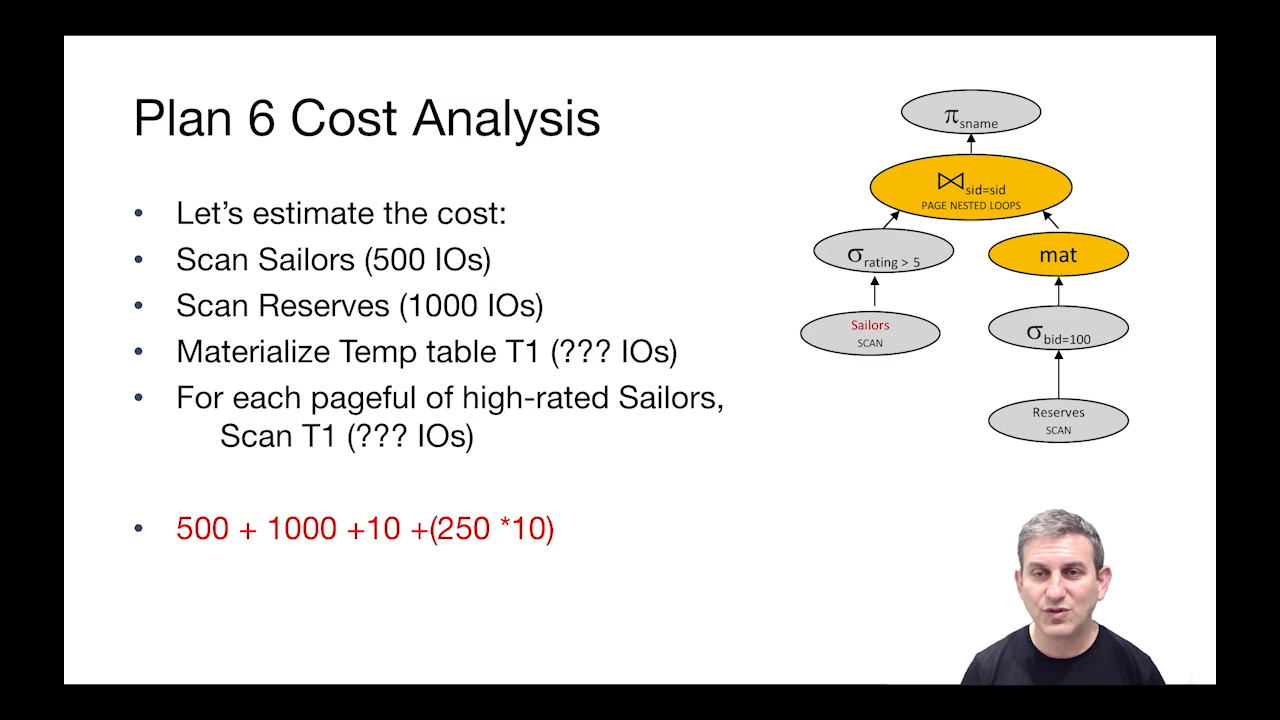 Plan 6 Cost Analysis
• Let's estimate the cost:
• Scan Sailors (500 IOs)
• Scan Reserves (1000 IOs)
• Materialize Temp table T1 (??? IOs)
• For each pageful of high-rated Sailors,
Scan T1 (??? IOs)
• 500 + 1000 +10 +(250 *10)
π sname
⋈ sid=sid
PAGE NESTED LOOPS
σ rating > 5
mat
Sailors
SCAN
σ bid=100
Reserves
SCAN